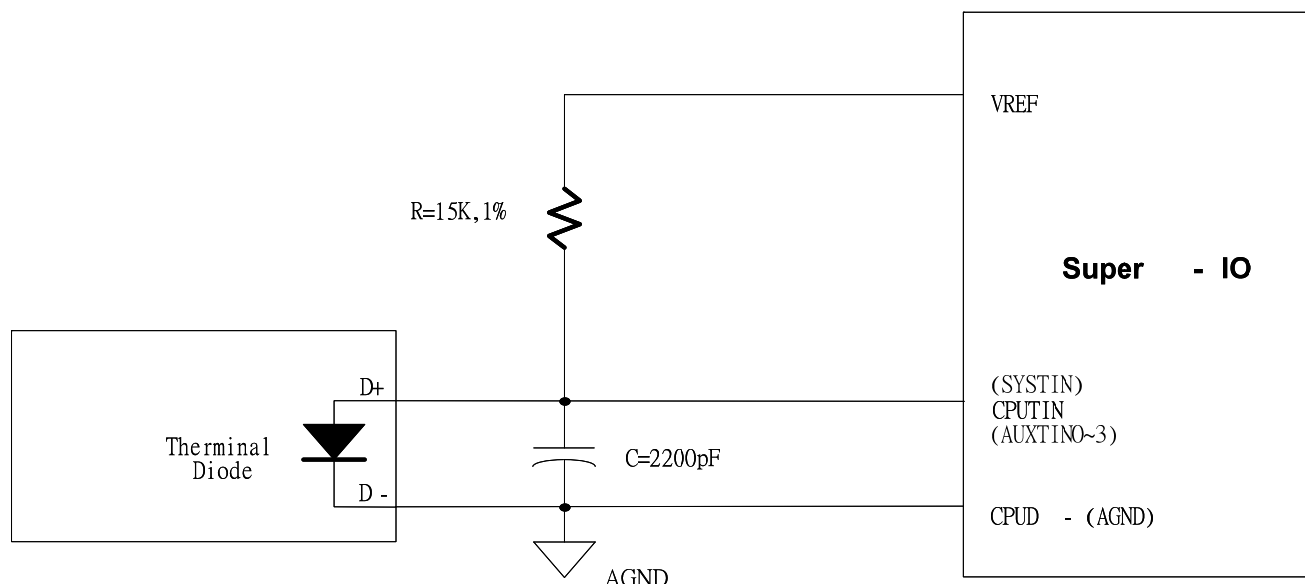 VREF
R=15K,1%
Super - IO
D+
(SYSTIN)
CPUTIN
(AUXTIN0~3)
Therminal
Diode
C=2200pF
D -
CPUD - (AGND)
AGND